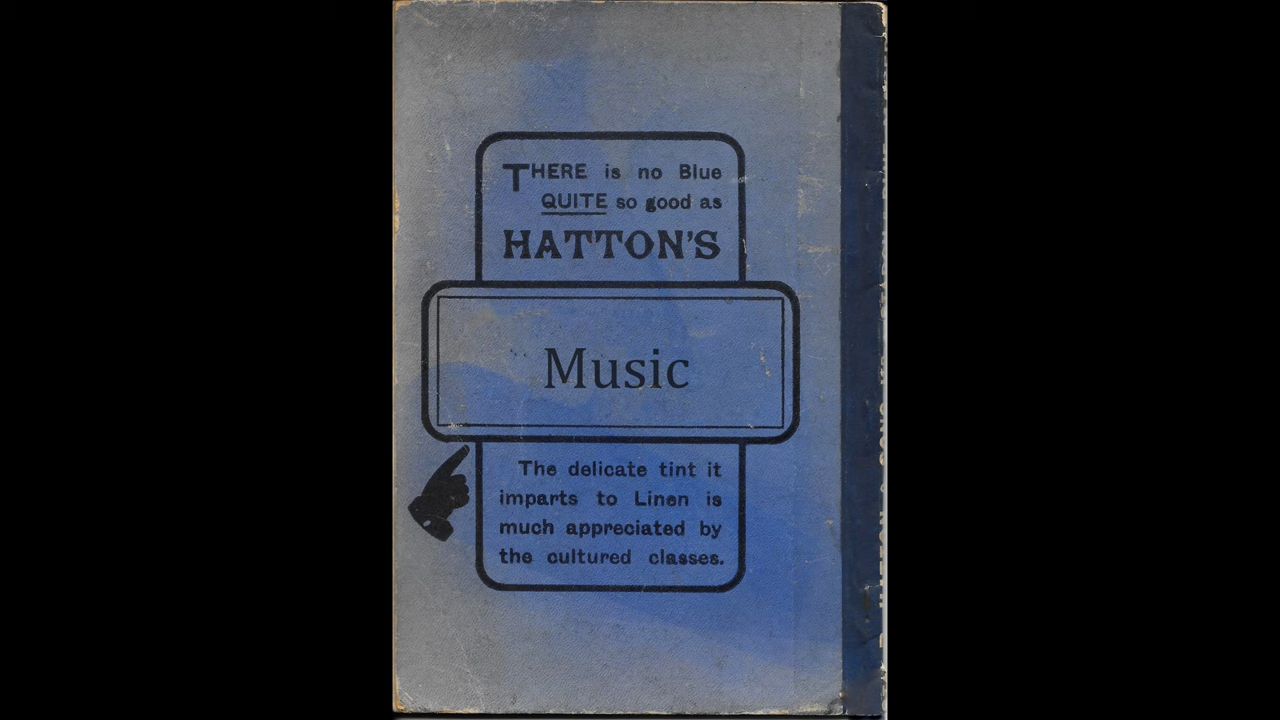 THERE is no Blue
QUITE so good as
HATTON'S
Music
The delicate tint it
imparts to Linen is
much appreciated by
the cultured classes.